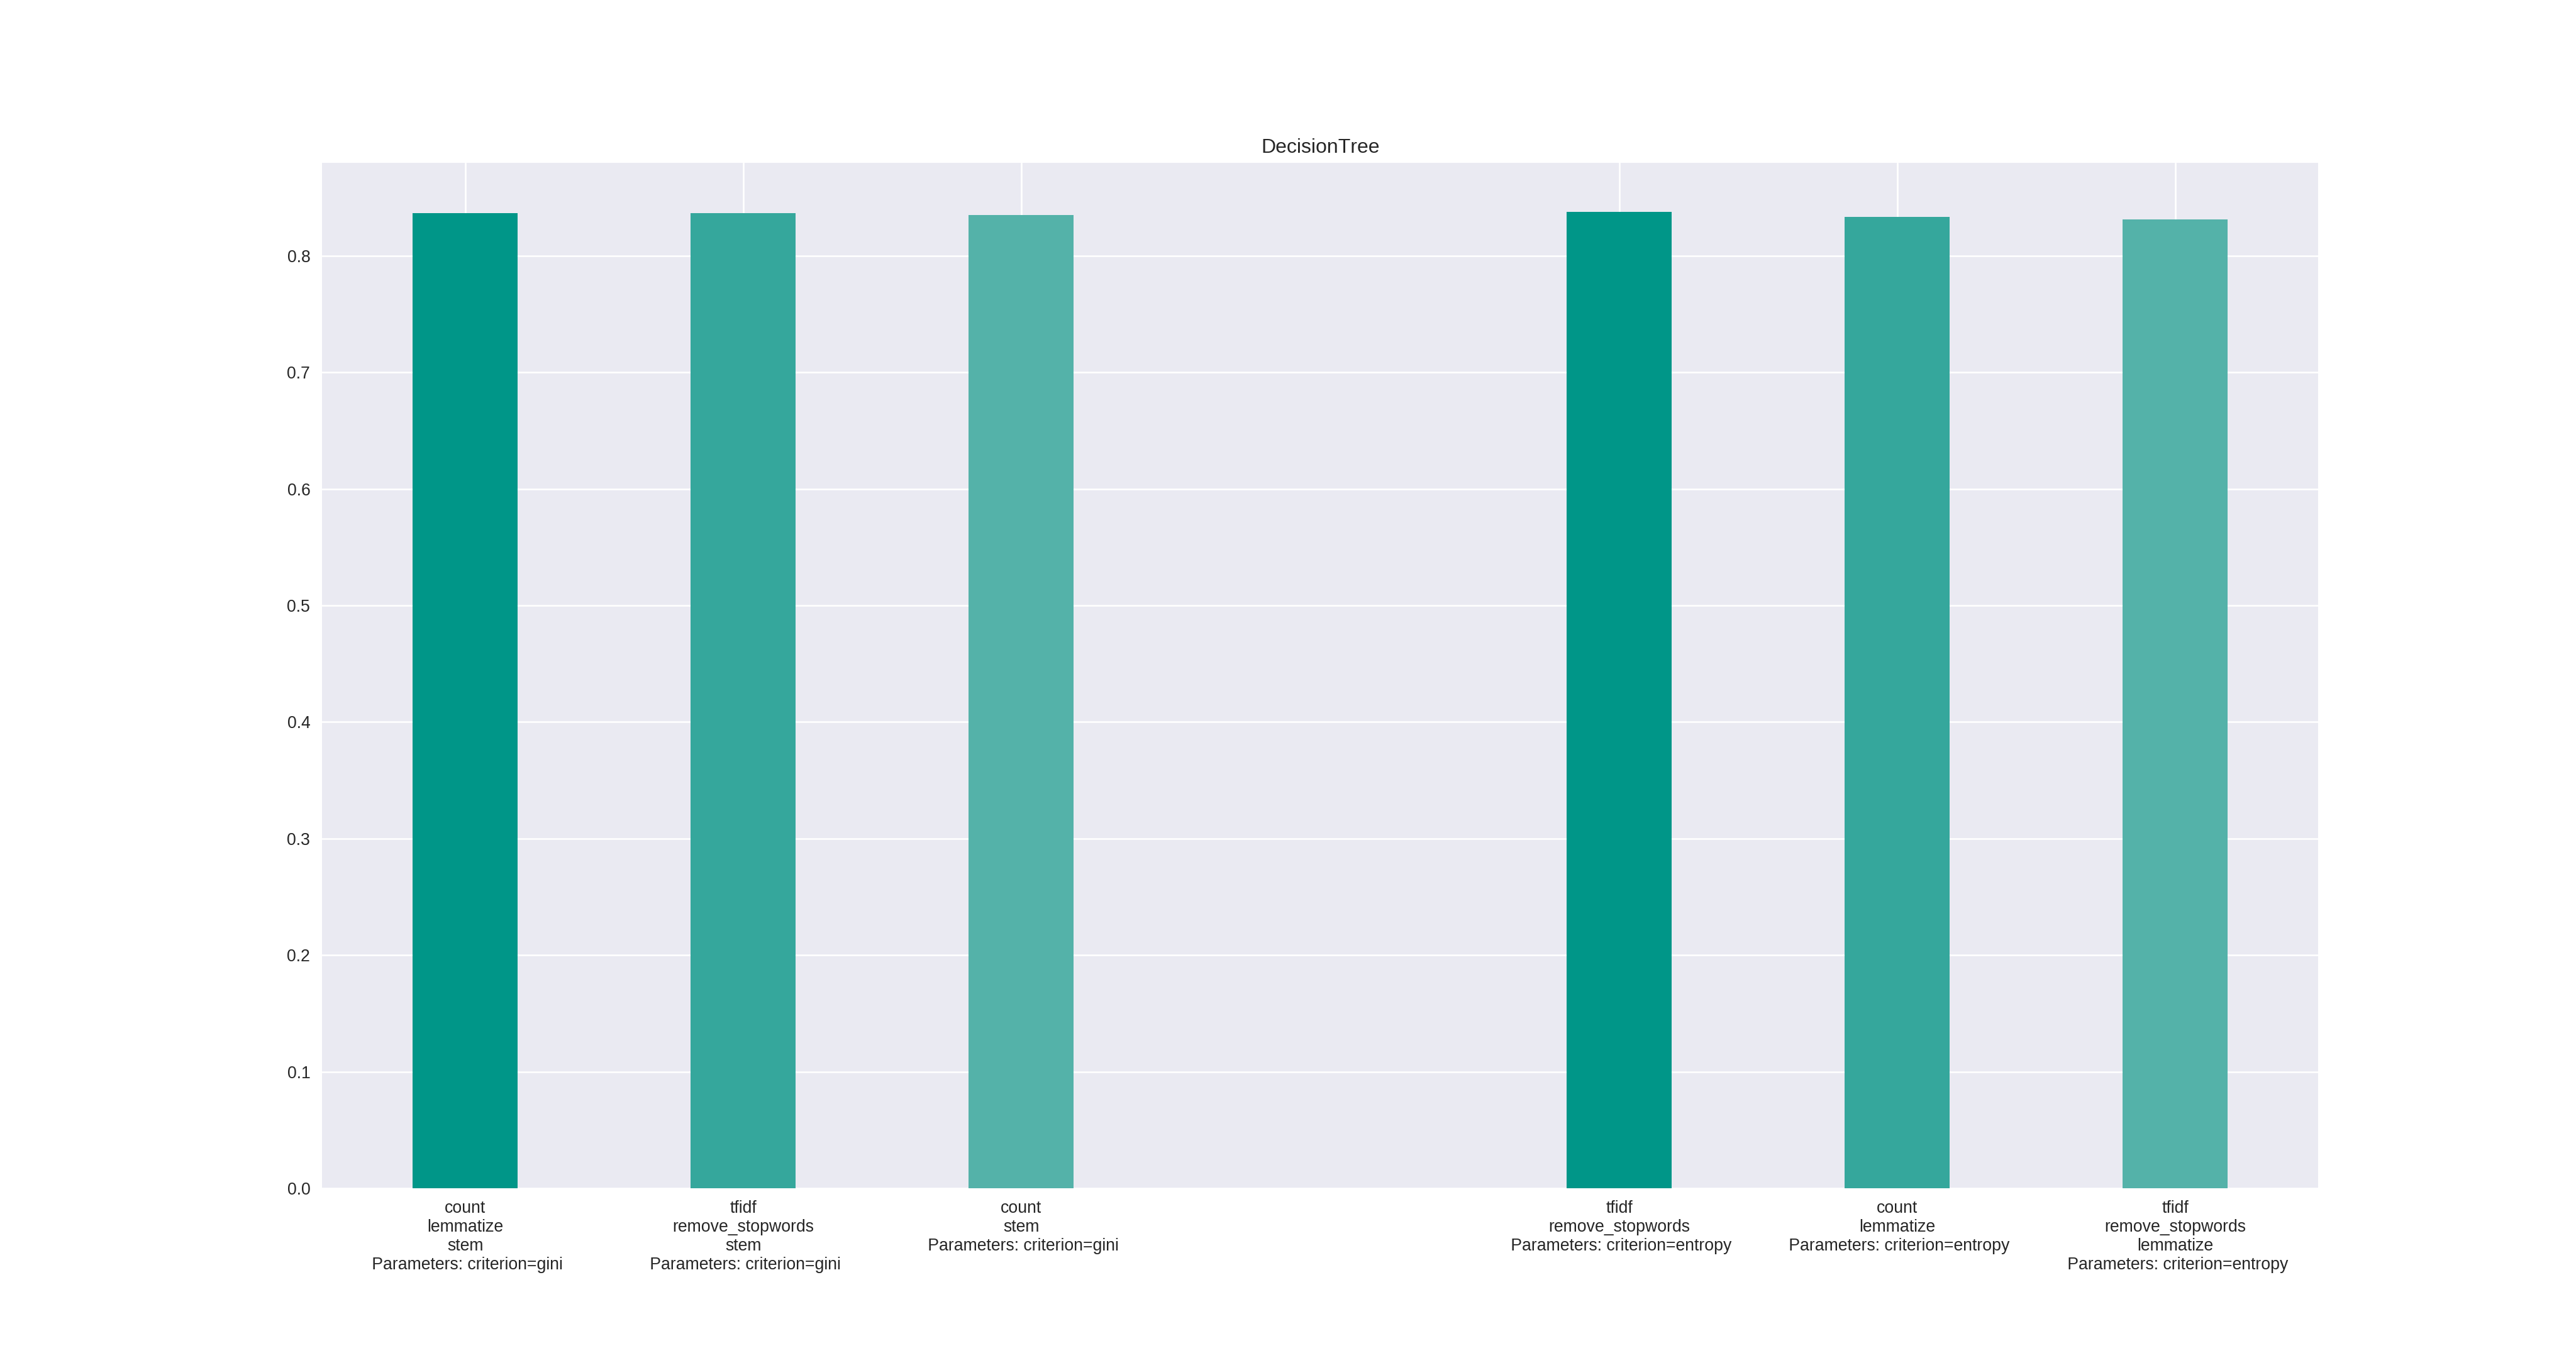 DecisionTree
0.8
0.7
0.6
0.5
0.4
0.3
0.2
0.1
0.0
count
lemmatize
stem
Parameters: criterion=gini
tfidf
remove_stopwords
stem
Parameters: criterion=gini
count
stem
Parameters: criterion=gini
tfidf
remove_stopwords
Parameters: criterion=entropy
count
lemmatize
Parameters: criterion=entropy
tfidf
remove_stopwords
lemmatize
Parameters: criterion=entropy